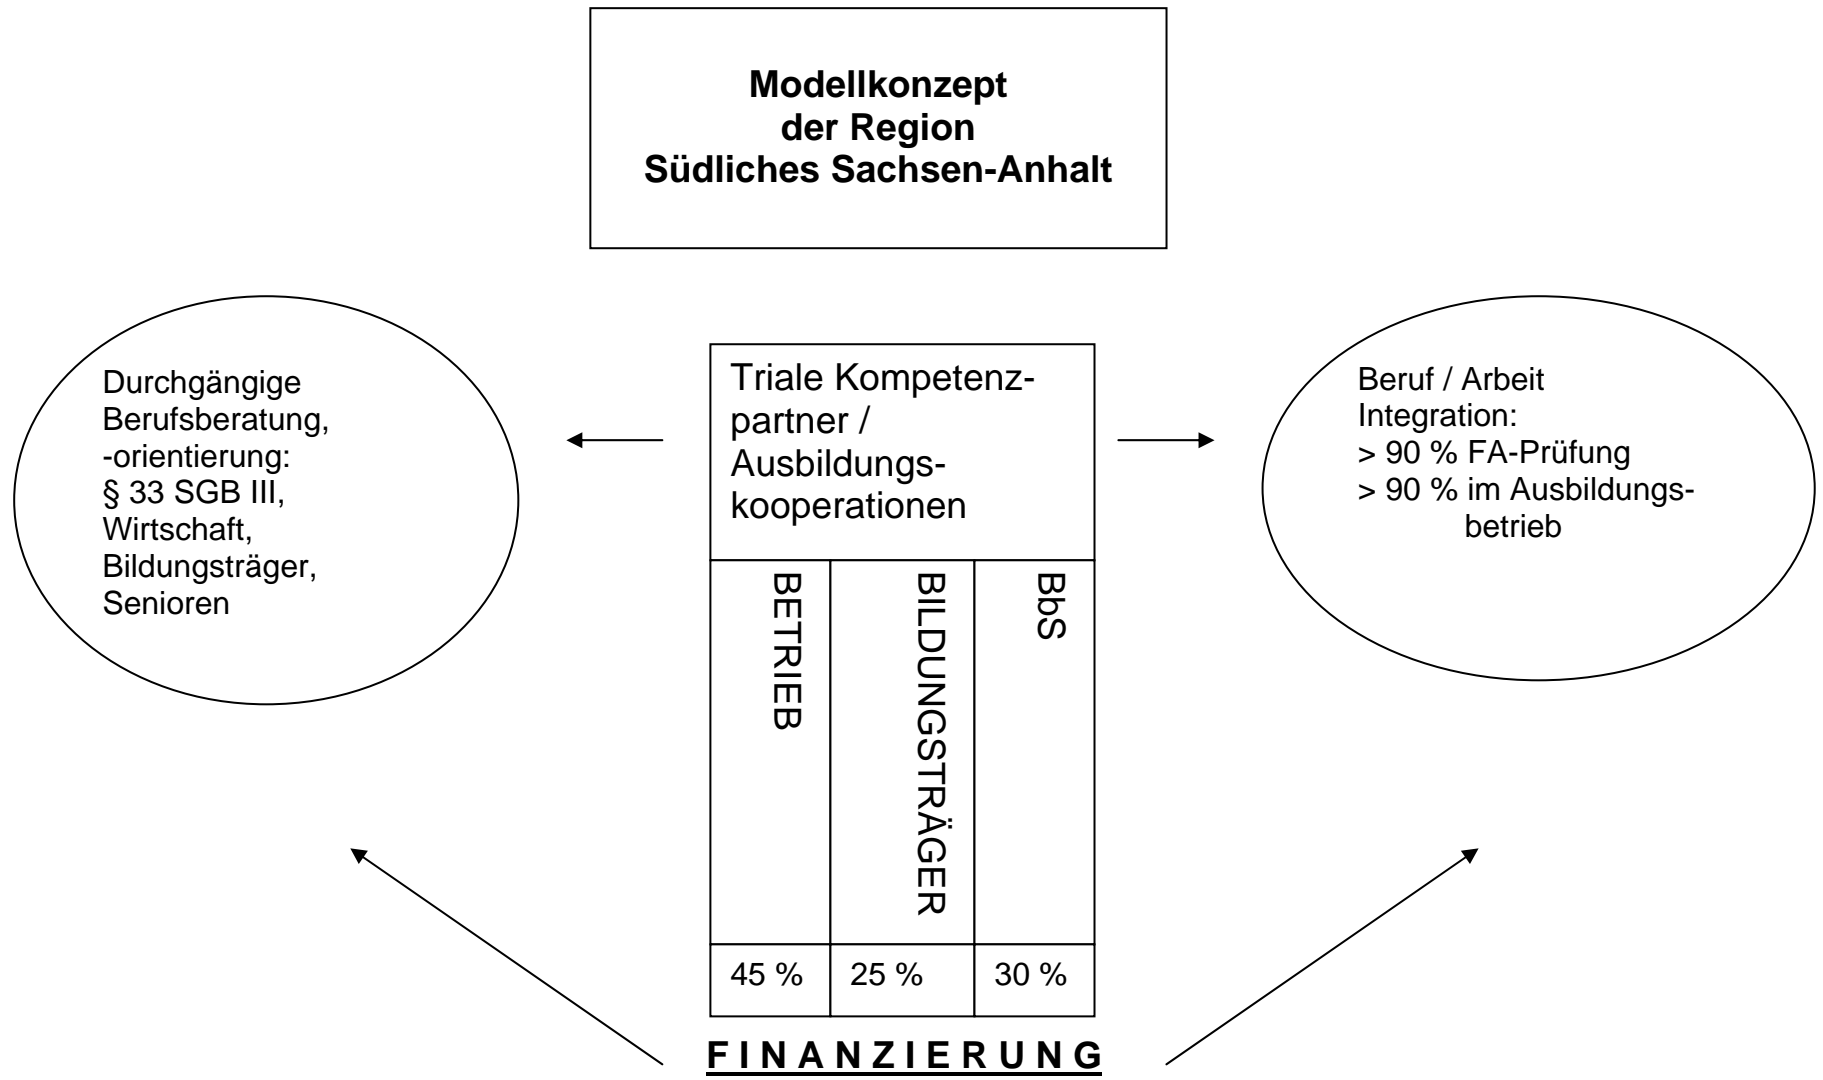 Modellkonzept
der Region
Südliches Sachsen-Anhalt
Durchgängige
Berufsberatung,
-orientierung:
§ 33 SGB III,
Wirtschaft,
Bildungsträger,
Senioren
Triale Kompetenz-
partner /
Ausbildungs-
kooperationen
BETRIEB
BILDUNGSTRÄGER
BbS
45 %
25 %
30 %
Beruf / Arbeit
Integration:
> 90 % FA-Prüfung
> 90 % im Ausbildungs-
betrieb
F I N A N Z I E R U N G